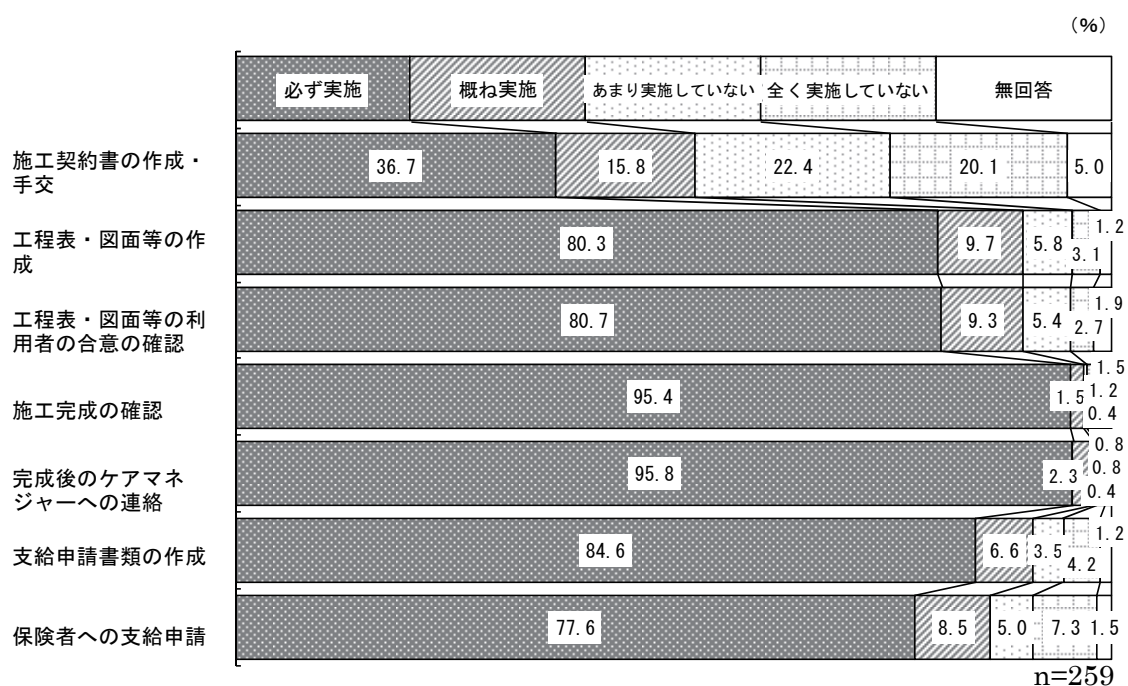 (%)
必ず実施 概ね実施 あまり実施していない 全く実施していない 無回答
施工契約書の作成・
手交
36.7 15.8 22.4 20.1 5.0
工程表・図面等の作
成
80.3 9.7 5.8 3.1 1.2
工程表・図面等の利
用者の合意の確認
80.7 9.3 5.4 2.7 1.9
施工完成の確認
95.4 1.5 1.5 1.2 0.4
完成後のケアマネ
ジャーへの連絡
95.8 2.3 0.8 0.8 0.4
支給申請書類の作成
84.6 6.6 3.5 4.2 1.2
保険者への支給申請
77.6 8.5 5.0 7.3 1.5
n=259